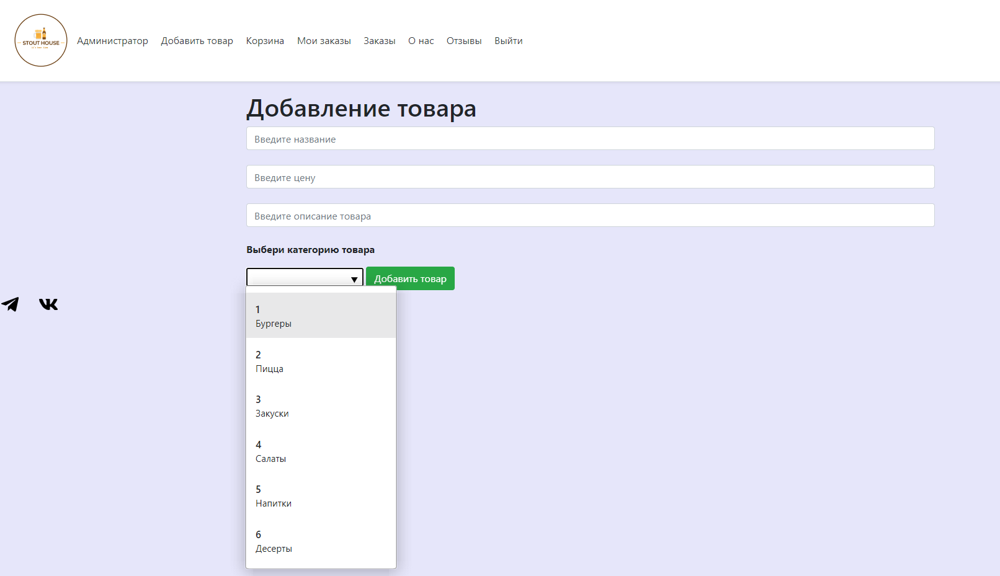 STOUT HOUSE
Администратор Добавить товар Корзина Мои заказы Заказы О нас Отзывы Выйти
Добавление товара
Введите название
Введите цену
Введите описание товара
Выбери категорию товара
Добавить товар
1
Бургеры
2
Пицца
3
Закуски
4
Салаты
5
Напитки
6
Десерты